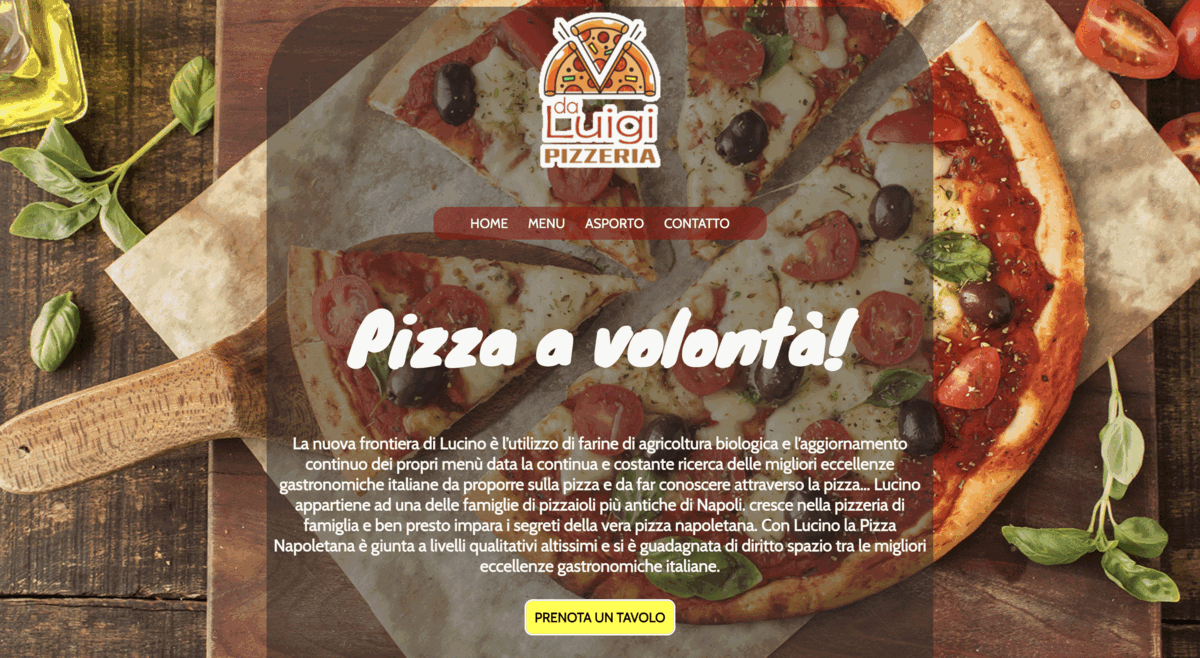 da
Luigi
PIZZERIA
HOME MENU ASPORTO CONTATTO
Pizza a volontà!
La nuova frontiera di Lucino è l'utilizzo di farine di agricoltura biologica e l'aggiornamento
continuo dei propri menù data la continua e costante ricerca delle migliori eccellenze
gastronomiche italiane da proporre sulla pizza e da far conoscere attraverso la pizza... Lucino
appartiene ad una delle famiglie di pizzaioli più antiche di Napoli. cresce nella pizzeria di
famiglia e ben presto impara i segreti della vera pizza napoletana. Con Lucino la Pizza
Napoletana è giunta a livelli qualitativi altissimi e si è guadagnata di diritto spazio tra le migliori
eccellenze gastronomiche italiane.
PRENOTA UN TAVOLO